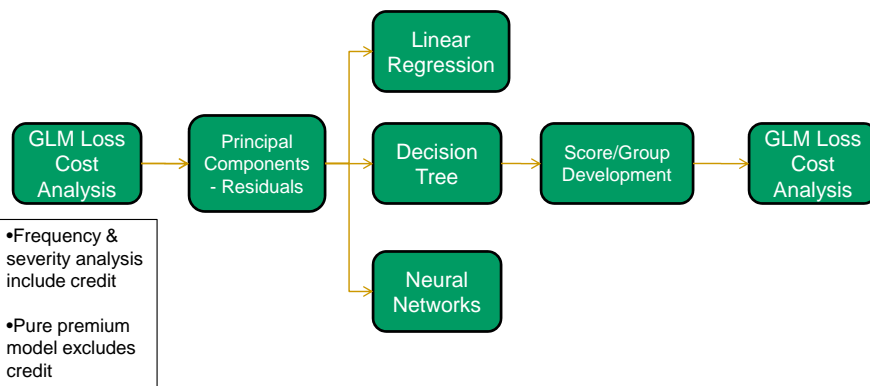 Linear
Regression
GLM Loss
Cost
Analysis
Principal
Components
- Residuals
Decision
Tree
Score/Group
Development
GLM Loss
Cost
Analysis
•Frequency &
severity analysis
include credit
•Pure premium
model excludes
credit
Neural
Networks